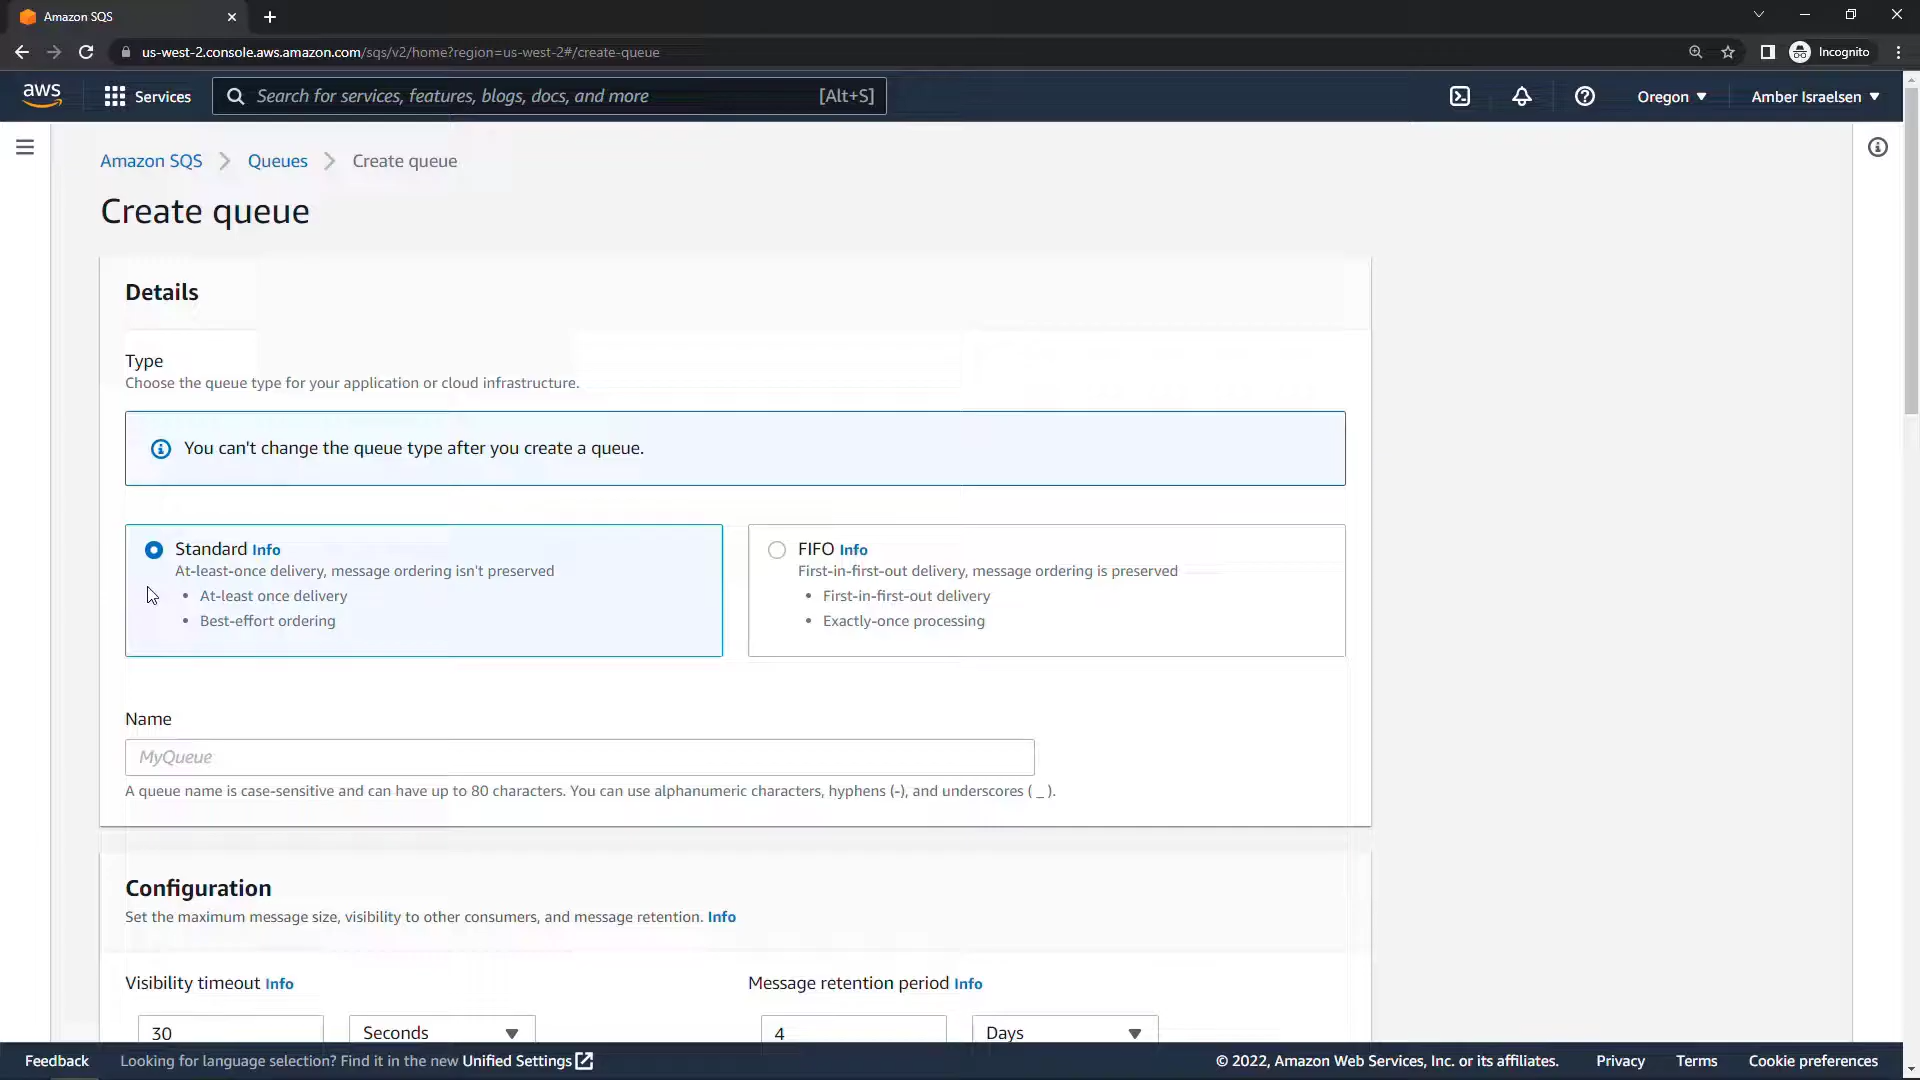 Amazon SQS
us-west-2.console.aws.amazon.com/sqs/v2/home?region=us-west-2#/create-queue
Incognito
aws
Services
Search for services, features, blogs, docs, and more
[Alt+S]
Oregon
Amber Israelsen
Amazon SQS
Queues
Create queue
Create queue
Details
Type
Choose the queue type for your application or cloud infrastructure.
You can't change the queue type after you create a queue.
Standard Info
At-least-once delivery, message ordering isn't preserved
• At-least once delivery
• Best-effort ordering
FIFO Info
First-in-first-out delivery, message ordering is preserved
• First-in-first-out delivery
• Exactly-once processing
Name
MyQueue
A queue name is case-sensitive and can have up to 80 characters. You can use alphanumeric characters, hyphens (-), and underscores ( _ ).
Configuration
Set the maximum message size, visibility to other consumers, and message retention. Info
Visibility timeout Info
Message retention period Info
30
Seconds
4
Days
Feedback
Looking for language selection? Find it in the new Unified Settings
© 2022, Amazon Web Services, Inc. or its affiliates.
Privacy
Terms
Cookie preferences